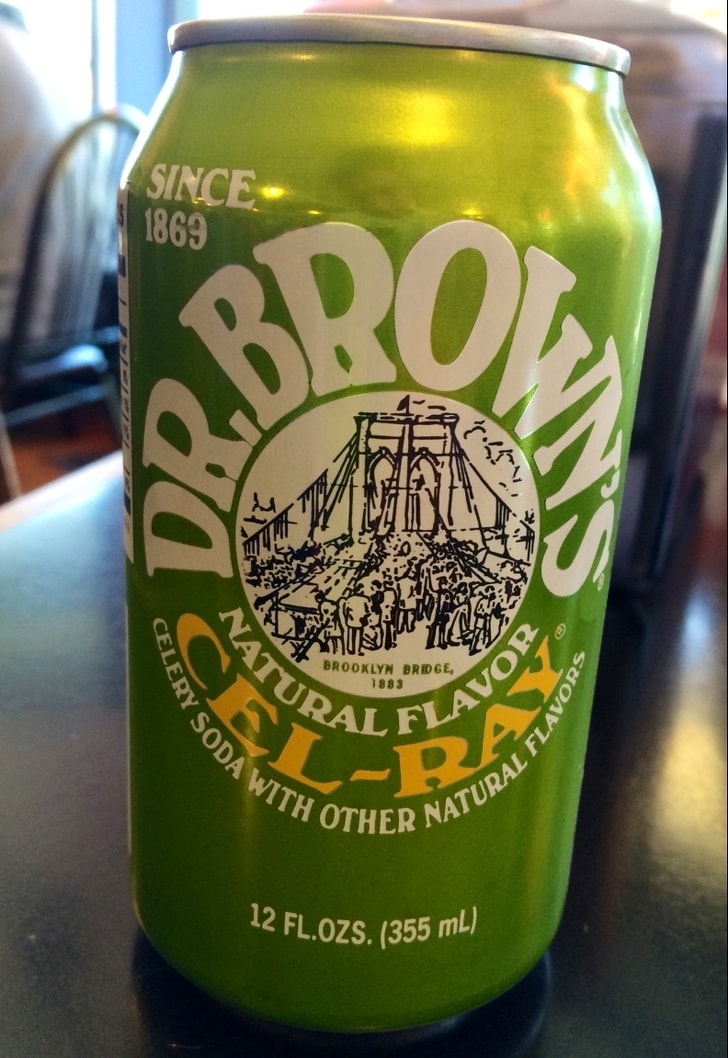 SINCE
1869
DR. BROWN'S®
BROOKLYN BRIDGE,
1883
NATURAL FLAVOR
CEL-RAY®
CELERY SODA WITH OTHER NATURAL FLAVORS
12 FL.OZS. (355 mL)